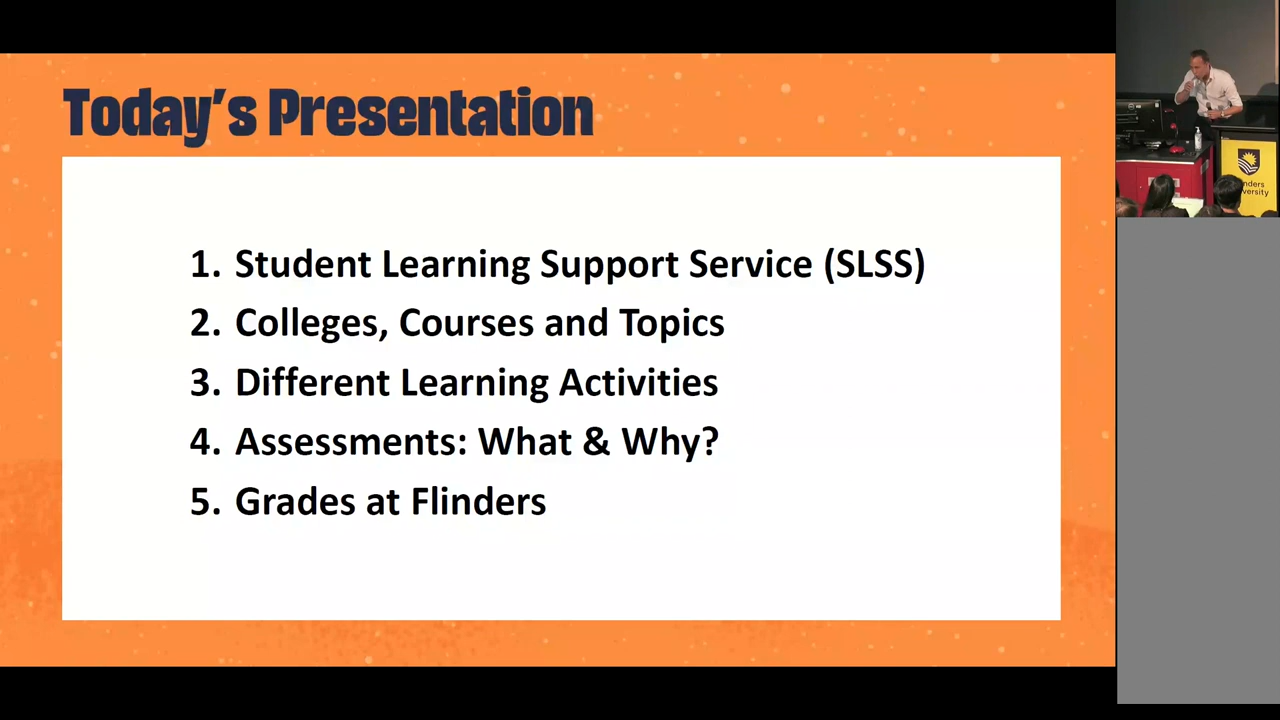 Today's Presentation
1. Student Learning Support Service (SLSS)
2. Colleges, Courses and Topics
3. Different Learning Activities
4. Assessments: What & Why?
5. Grades at Flinders